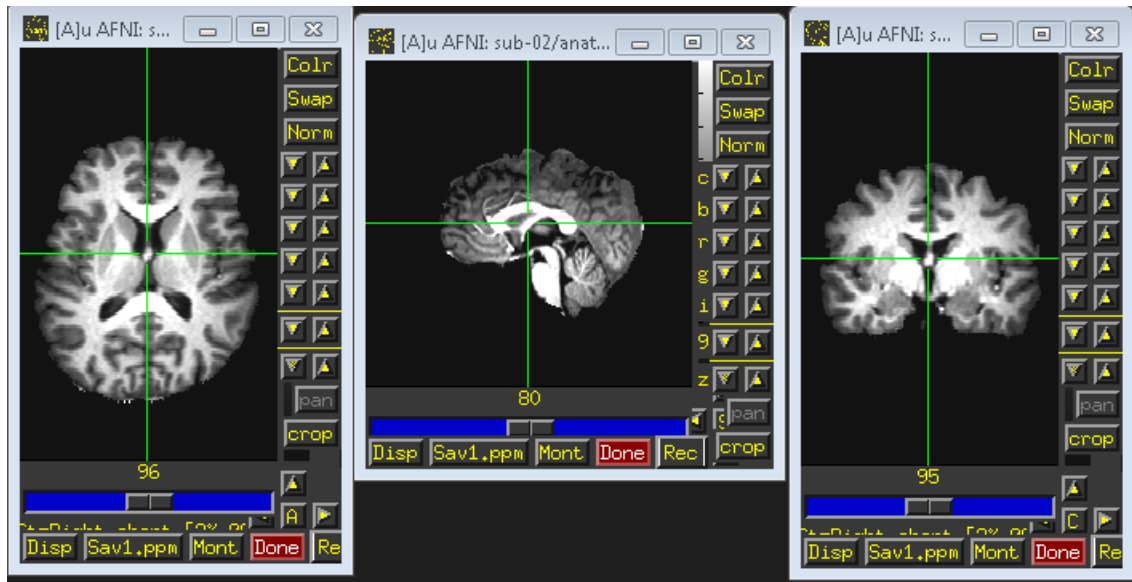 [A]u AFNI: s...
Colr
Swap
Norm
pan
crop
96
A
Disp Sav1.ppm Mont Done Re
[A]u AFNI: sub-02/anat...
Colr
Swap
Norm
c
b
r
g
i
9
z
pan
80
crop
Disp Sav1.ppm Mont Done Rec
[A]u AFNI: s...
Colr
Swap
Norm
pan
crop
95
C
Disp Sav1.ppm Mont Done Re